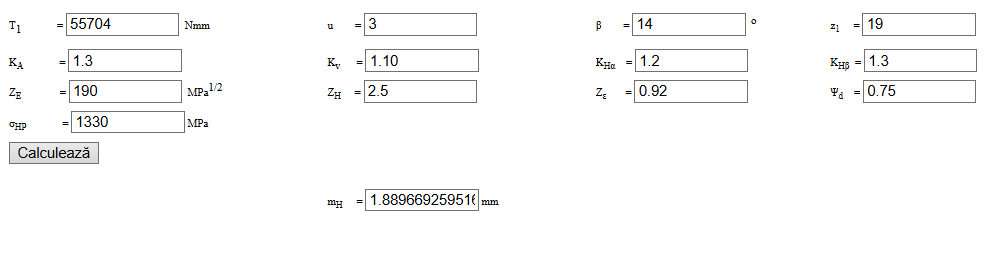 T1 = 55704 Nmm u = 3 β = 14 ° z1 = 19
KA = 1.3 Kv = 1.10 KHα = 1.2 KHβ = 1.3
ZE = 190 MPa1/2 ZH = 2.5 Zε = 0.92 Ψd = 0.75
σHP = 1330 MPa
Calculează
mH = 1.889669259516 mm